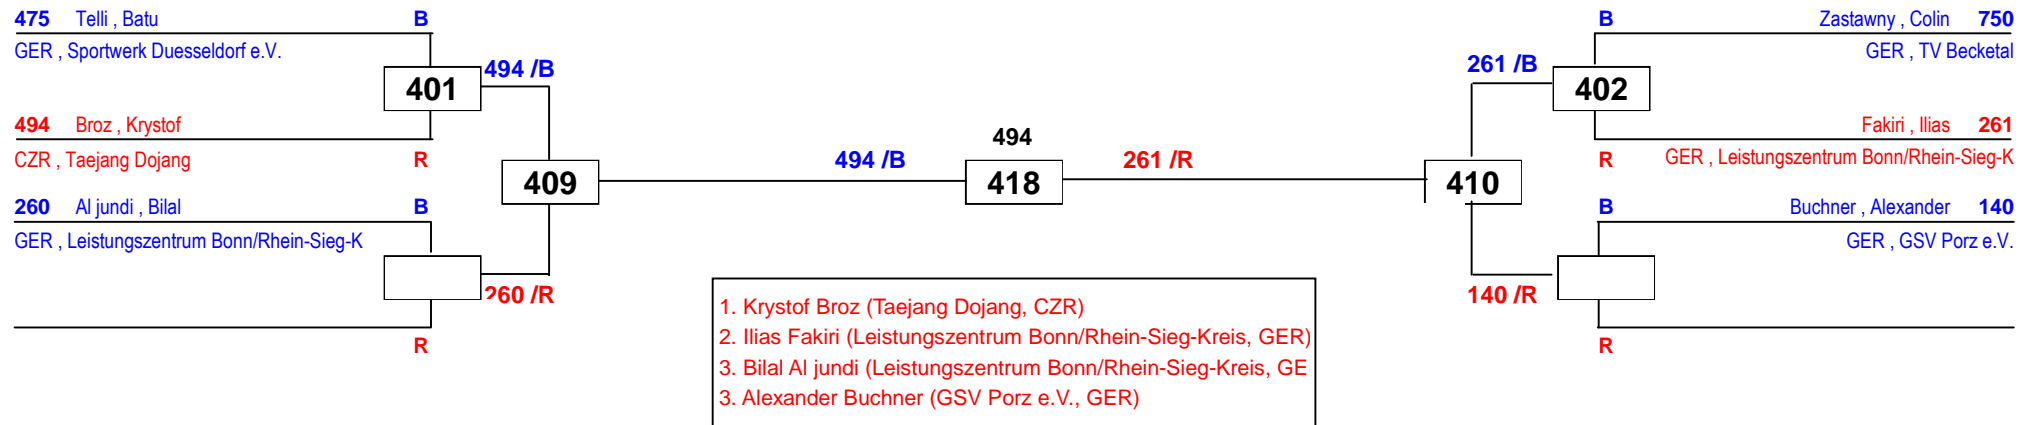 475 Telli , Batu B
GER , Sportwerk Duesseldorf e.V.
401
494 /B
494 Broz , Krystof
CZR , Taejang Dojang R
409
260 Al jundi , Bilal B
GER , Leistungszentrum Bonn/Rhein-Sieg-K
260 /R
R
494 /B
494
418
261 /R
B Zastawny , Colin 750
GER , TV Becketal
261 /B
402
Fakiri , Ilias 261
R GER , Leistungszentrum Bonn/Rhein-Sieg-K
410
B Buchner , Alexander 140
GER , GSV Porz e.V.
140 /R
R
1. Krystof Broz (Taejang Dojang, CZR)
2. Ilias Fakiri (Leistungszentrum Bonn/Rhein-Sieg-Kreis, GER)
3. Bilal Al jundi (Leistungszentrum Bonn/Rhein-Sieg-Kreis, GE
3. Alexander Buchner (GSV Porz e.V., GER)